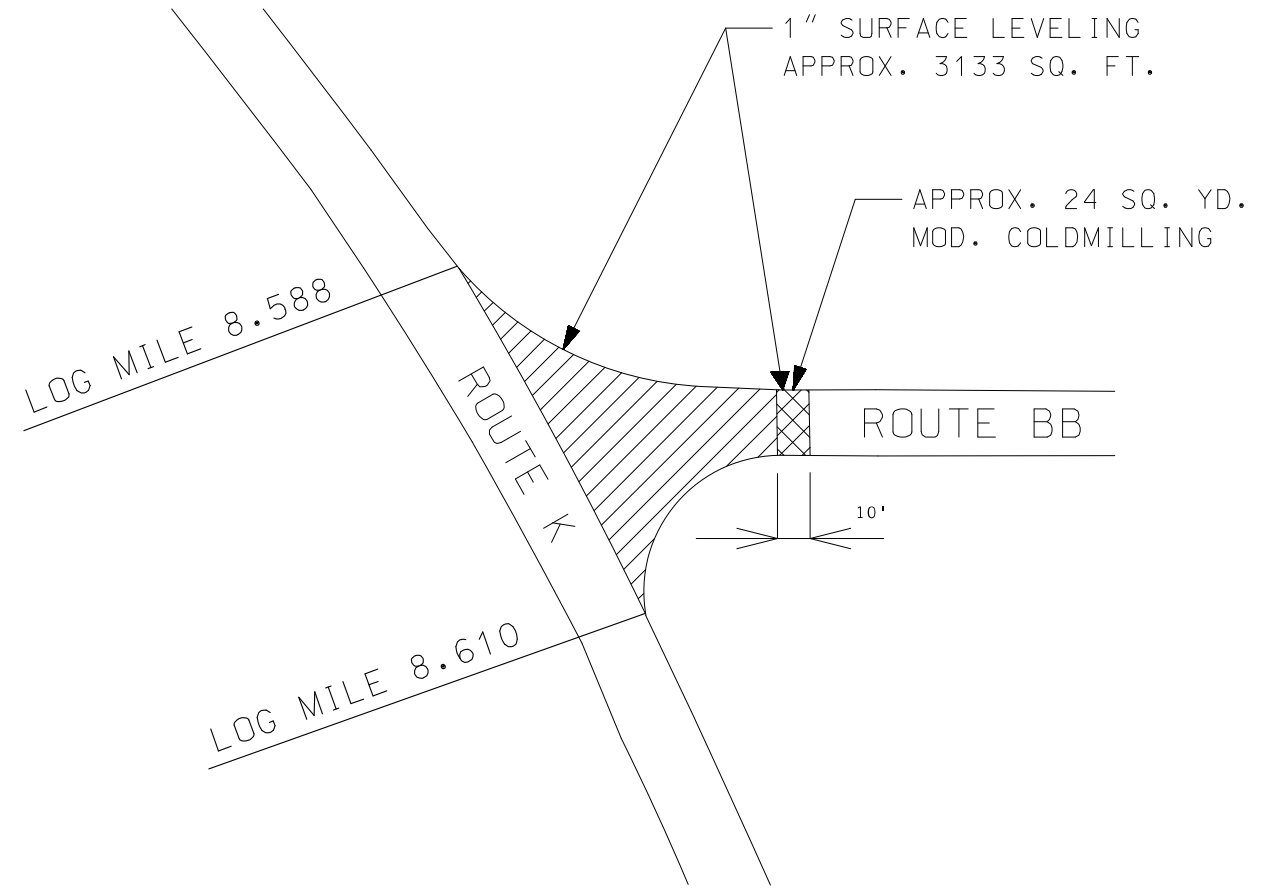 1" SURFACE LEVELING
APPROX. 3133 SQ. FT.
APPROX. 24 SQ. YD.
MOD. COLDMILLING
LOG MILE 8.588
ROUTE K
ROUTE BB
10'
LOG MILE 8.610